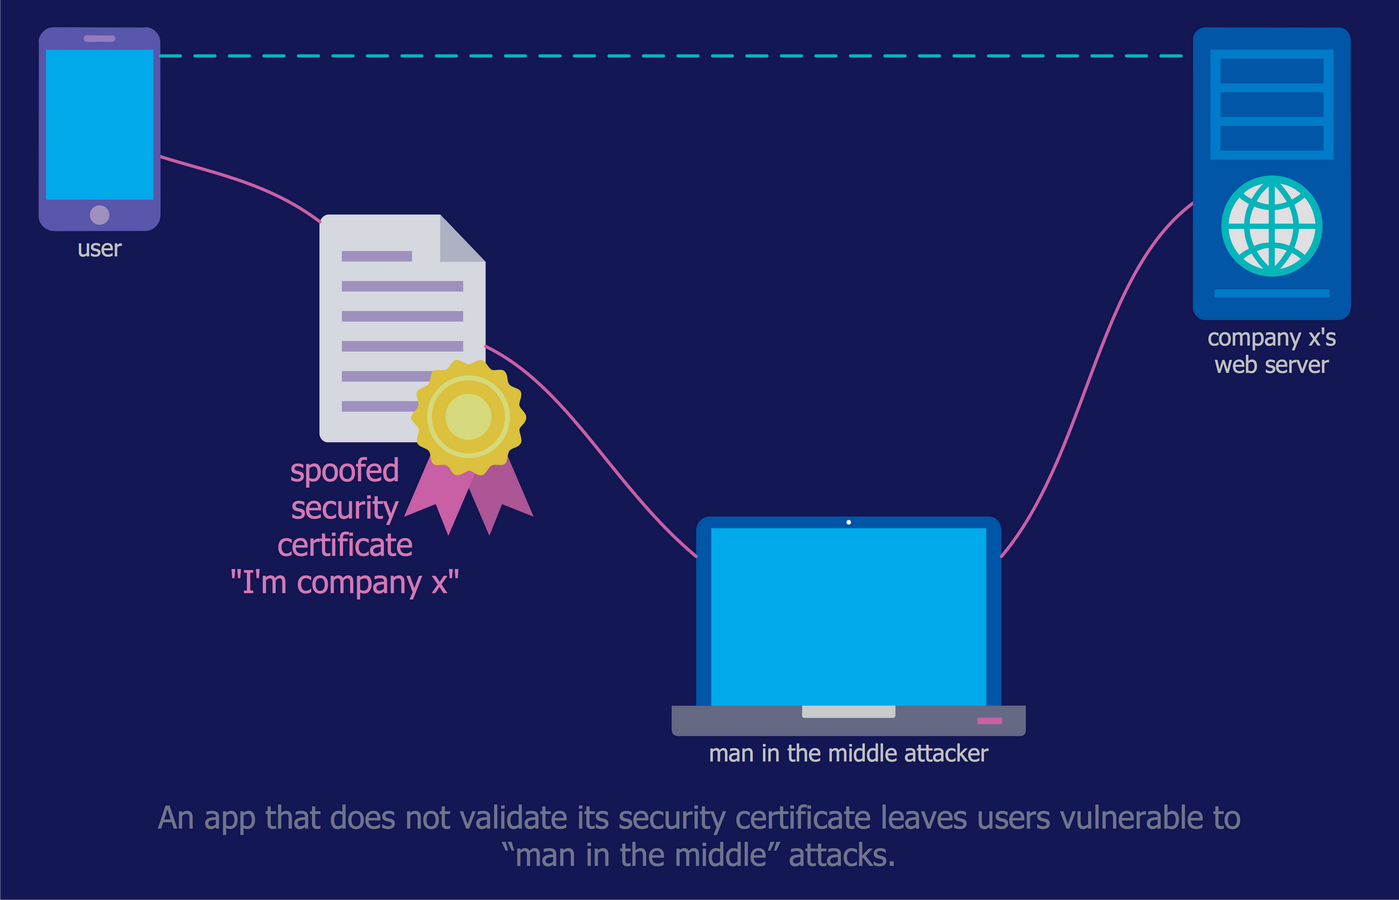 user
company x's
web server
spoofed
security
certificate
"I'm company x"
man in the middle attacker
An app that does not validate its security certificate leaves users vulnerable to
“man in the middle” attacks.